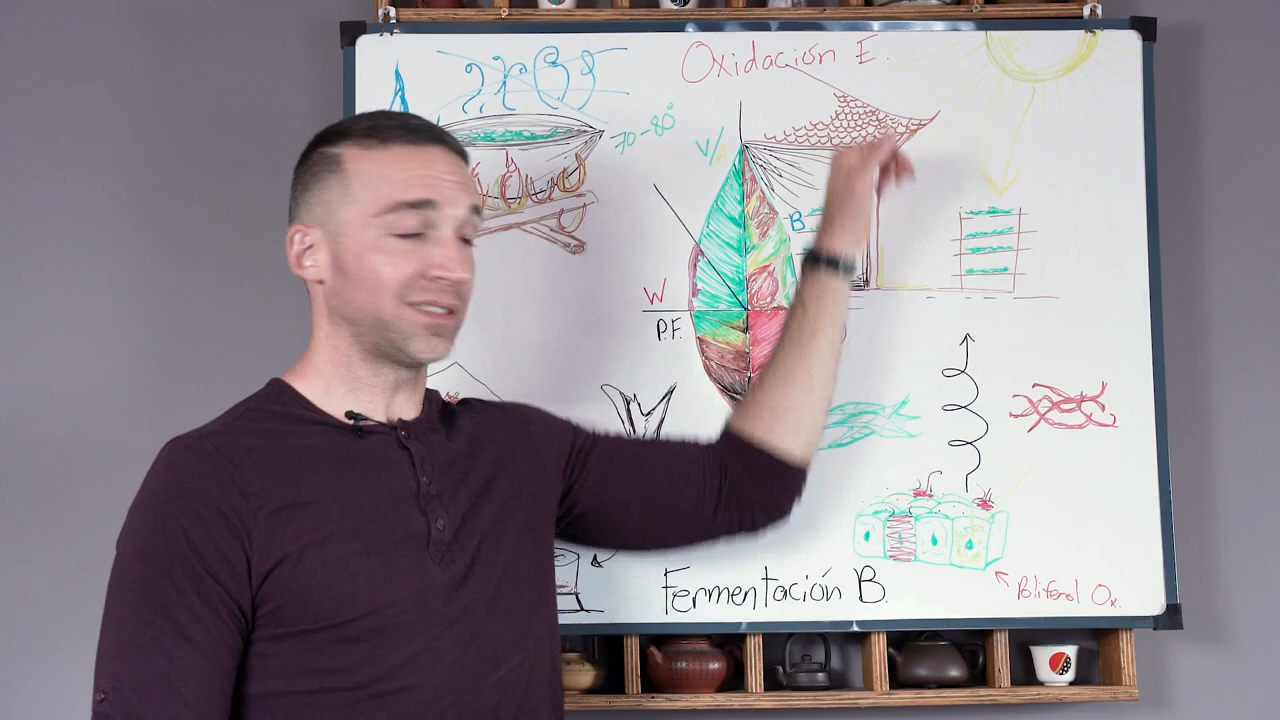 Oxidación E.
70-80°
V/
B
W
P.F.
Fermentación B.
Polifenol Ox.